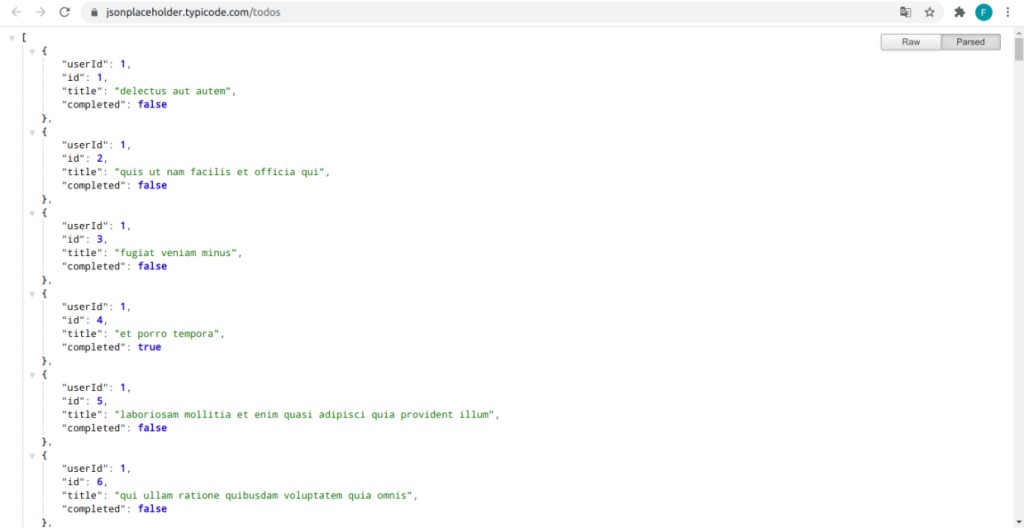 jsonplaceholder.typicode.com/todos
F
Raw Parsed
[
{
"userId": 1,
"id": 1,
"title": "delectus aut autem",
"completed": false
},
{
"userId": 1,
"id": 2,
"title": "quis ut nam facilis et officia qui",
"completed": false
},
{
"userId": 1,
"id": 3,
"title": "fugiat veniam minus",
"completed": false
},
{
"userId": 1,
"id": 4,
"title": "et porro tempora",
"completed": true
},
{
"userId": 1,
"id": 5,
"title": "laboriosam mollitia et enim quasi adipisci quia provident illum",
"completed": false
},
{
"userId": 1,
"id": 6,
"title": "qui ullam ratione quibusdam voluptatem quia omnis",
"completed": false
},